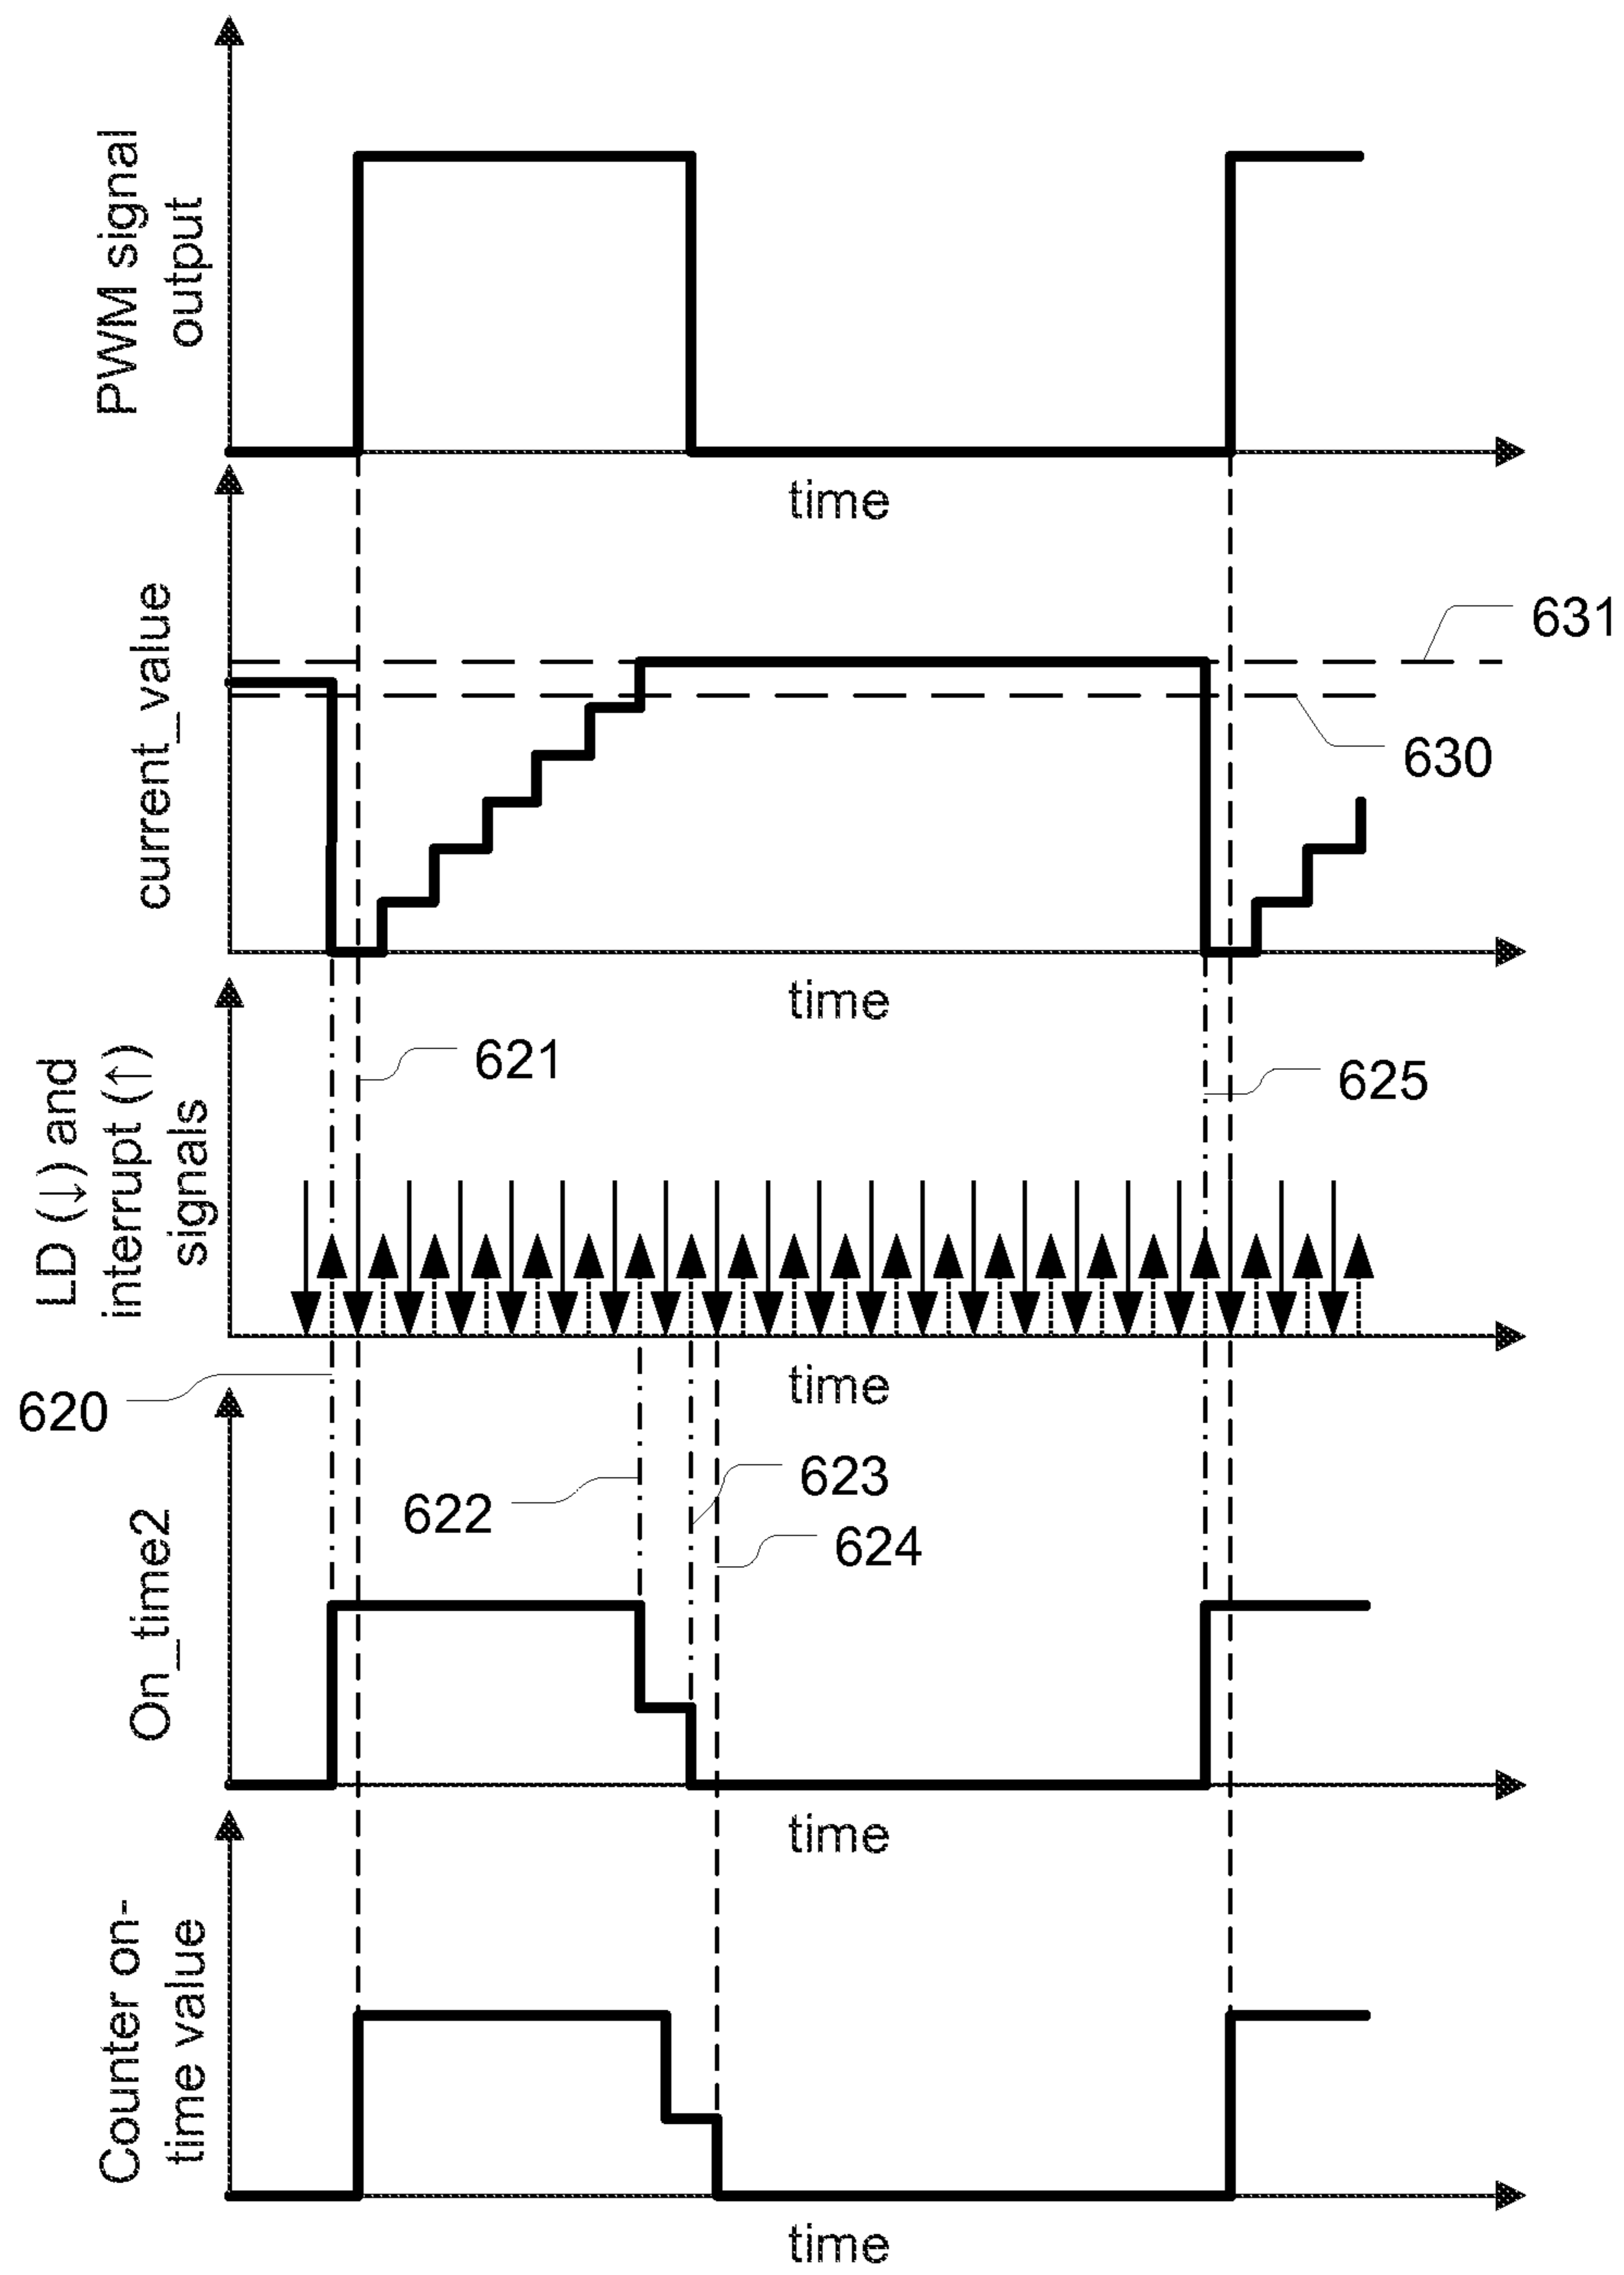 PWM signal
output
time
current_value
631
630
time
LD (↓) and
interrupt (↑)
signals
621
625
time
620
On_time2
622
623
624
time
Counter on-
time value
time